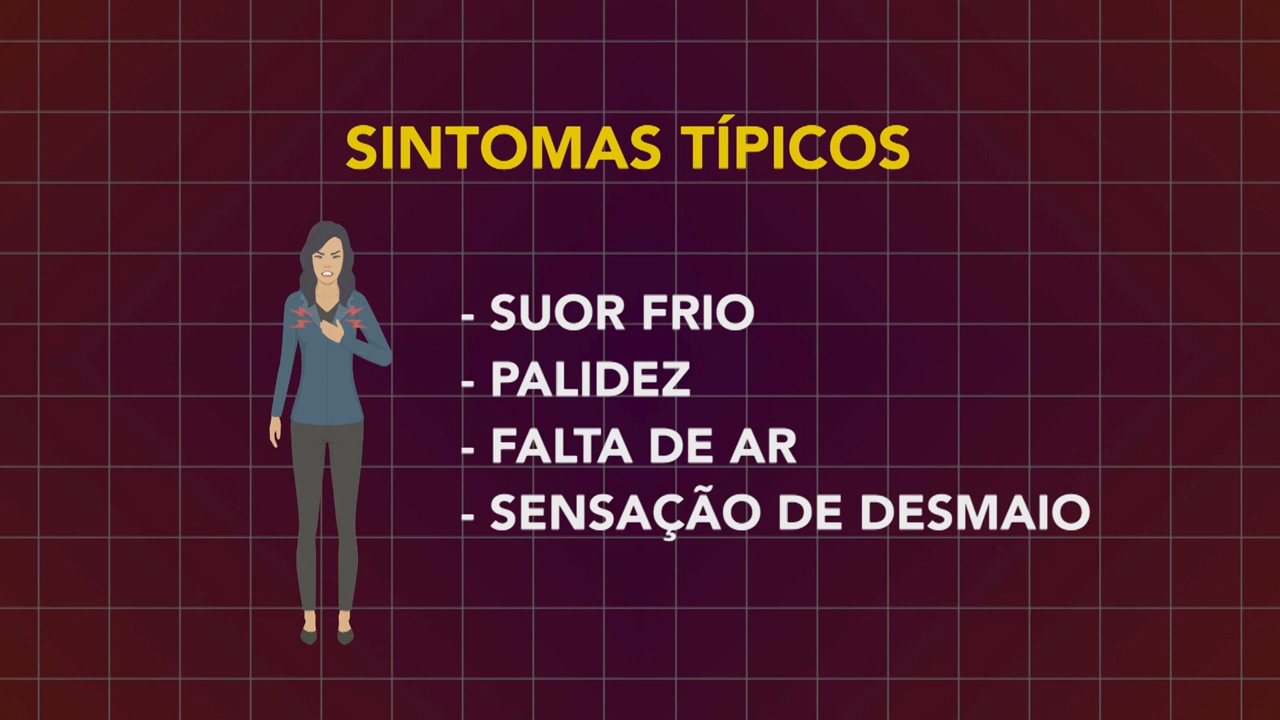 SINTOMAS TÍPICOS
- SUOR FRIO
- PALIDEZ
- FALTA DE AR
- SENSAÇÃO DE DESMAIO